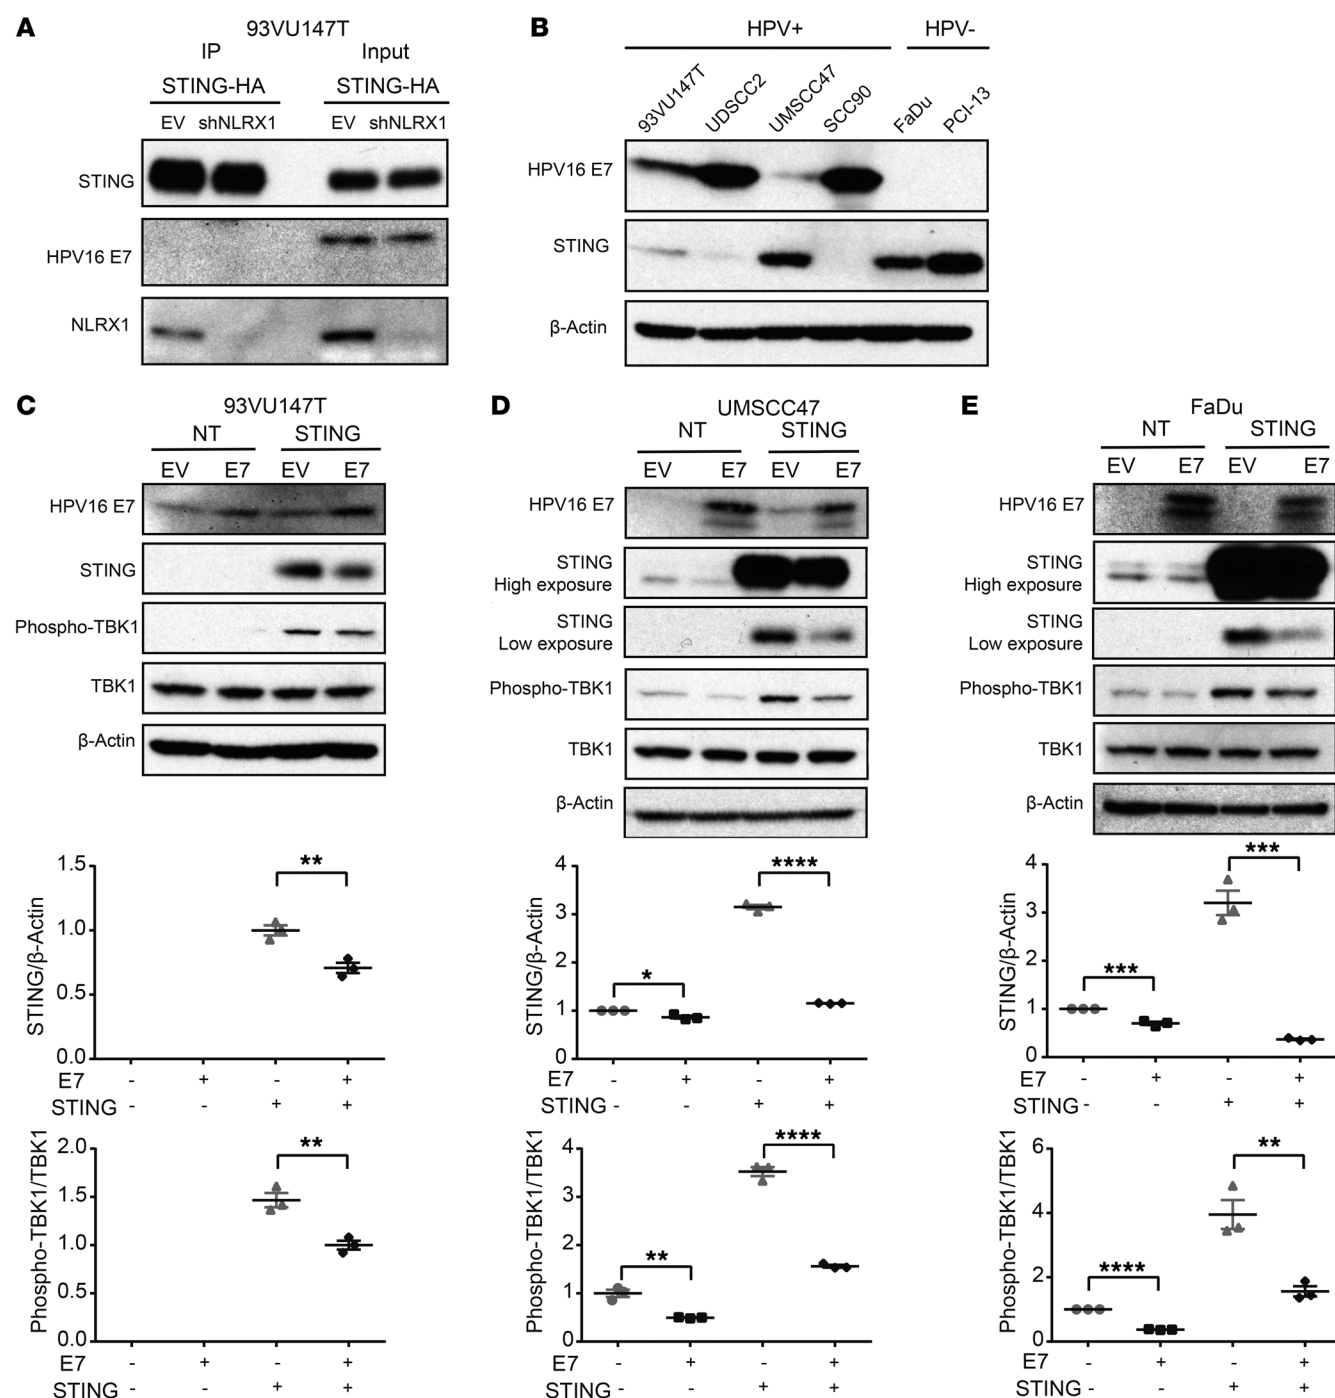 A
93VU147T
IP Input
STING-HA STING-HA
EV shNLRX1 EV shNLRX1
STING
HPV16 E7
NLRX1
B
HPV+ HPV-
93VU147T UDSCC2 UMSCC47 SCC90 FaDu PCI-13
HPV16 E7
STING
β-Actin
C
93VU147T
NT STING
EV E7 EV E7
HPV16 E7
STING
Phospho-TBK1
TBK1
β-Actin
1.5
**
1.0
0.5
0.0
STING/β-Actin
E7 - + - +
STING - - + +
2.0
**
1.5
1.0
0.5
0.0
Phospho-TBK1/TBK1
E7 - + - +
STING - - + +
D
UMSCC47
NT STING
EV E7 EV E7
HPV16 E7
STING
High exposure
STING
Low exposure
Phospho-TBK1
TBK1
β-Actin
4
****
3
2
*
1
0
STING/β-Actin
E7 - + - +
STING - - + +
4
****
3
2
**
1
0
Phospho-TBK1/TBK1
E7 - + - +
STING - - + +
E
FaDu
NT STING
EV E7 EV E7
HPV16 E7
STING
High exposure
STING
Low exposure
Phospho-TBK1
TBK1
β-Actin
4
***
3
2
***
1
0
STING/β-Actin
E7 - + - +
STING - - + +
6
**
4
2
****
0
Phospho-TBK1/TBK1
E7 - + - +
STING - - + +